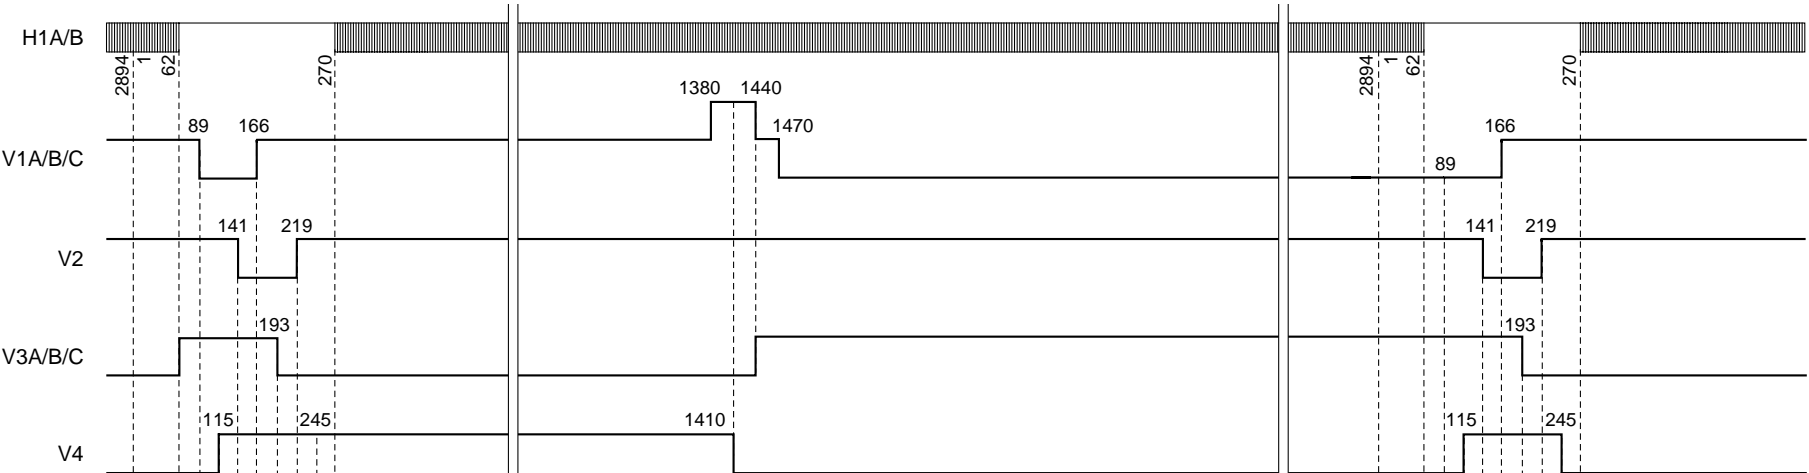 H1A/B
2894 1 62 270 2894 1 62 270
1380 1440
89 166 1470 166
V1A/B/C 89
141 219 141 219
V2
193 193
V3A/B/C
115 245 1410 115 245
V4